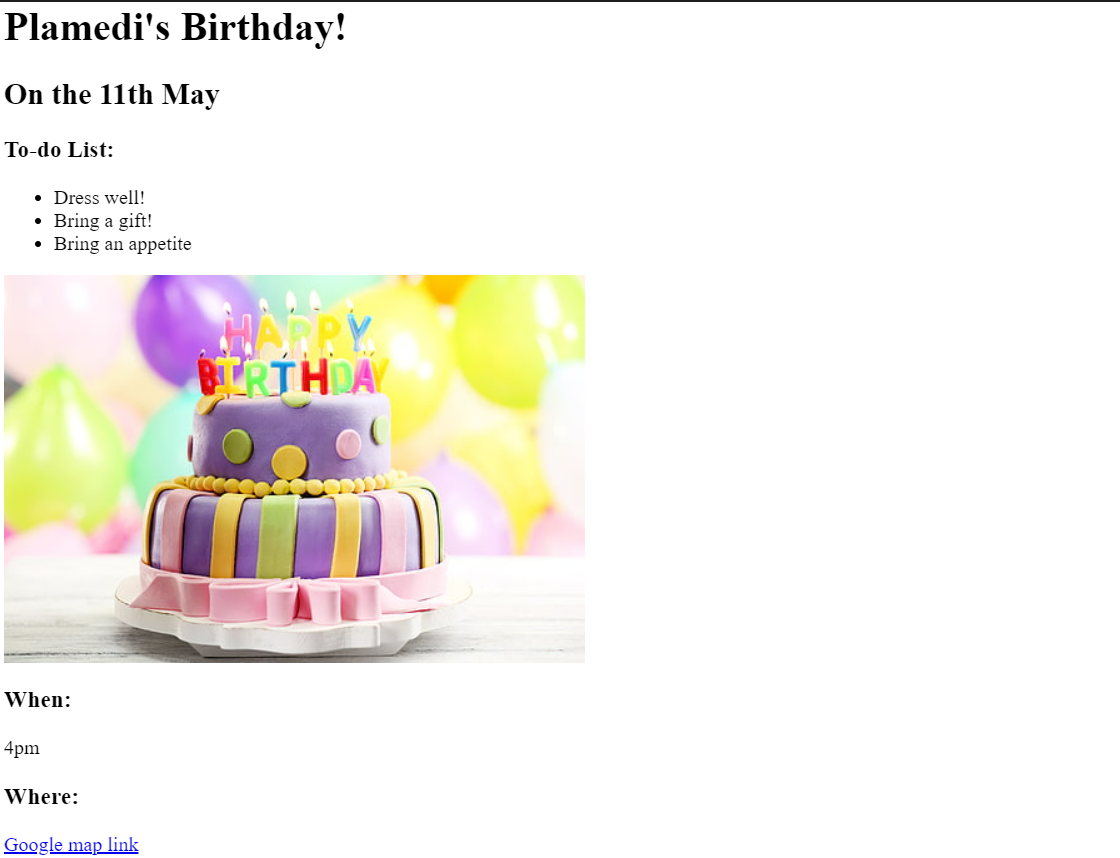 Plamedi's Birthday!
On the 11th May
To-do List:
Dress well!
Bring a gift!
Bring an appetite
HAPPY
BIRTHDAY
When:
4pm
Where:
Google map link